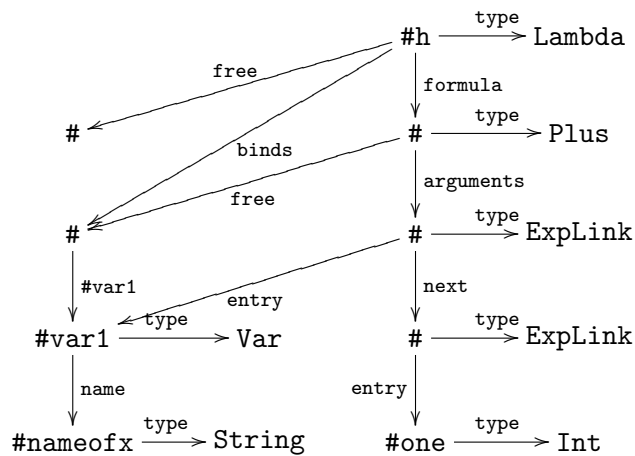 #h type Lambda
free formula
# # type Plus
binds
free arguments
# # type ExpLink
#var1 entry next
#var1 type Var # type ExpLink
name entry
#nameofx type String #one type Int